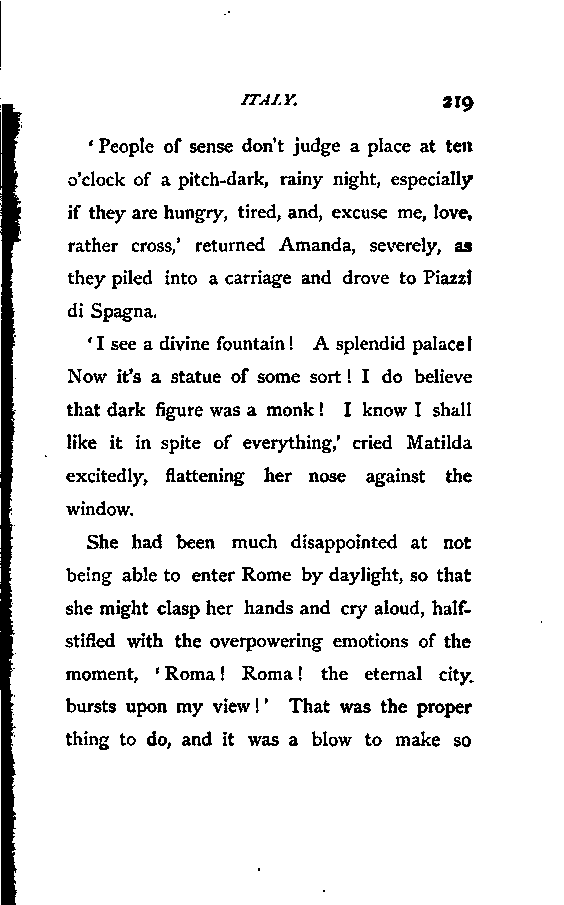 ITALY. 219
‘People of sense don’t judge a place at ten
o’clock of a pitch-dark, rainy night, especially
if they are hungry, tired, and, excuse me, love,
rather cross,’ returned Amanda, severely, as
they piled into a carriage and drove to Piazzi
di Spagna.
‘I see a divine fountain! A splendid palace!
Now it’s a statue of some sort! I do believe
that dark figure was a monk! I know I shall
like it in spite of everything,’ cried Matilda
excitedly, flattening her nose against the
window.
She had been much disappointed at not
being able to enter Rome by daylight, so that
she might clasp her hands and cry aloud, half-
stifled with the overpowering emotions of the
moment, ‘Roma! Roma! the eternal city
bursts upon my view!’ That was the proper
thing to do, and it was a blow to make so